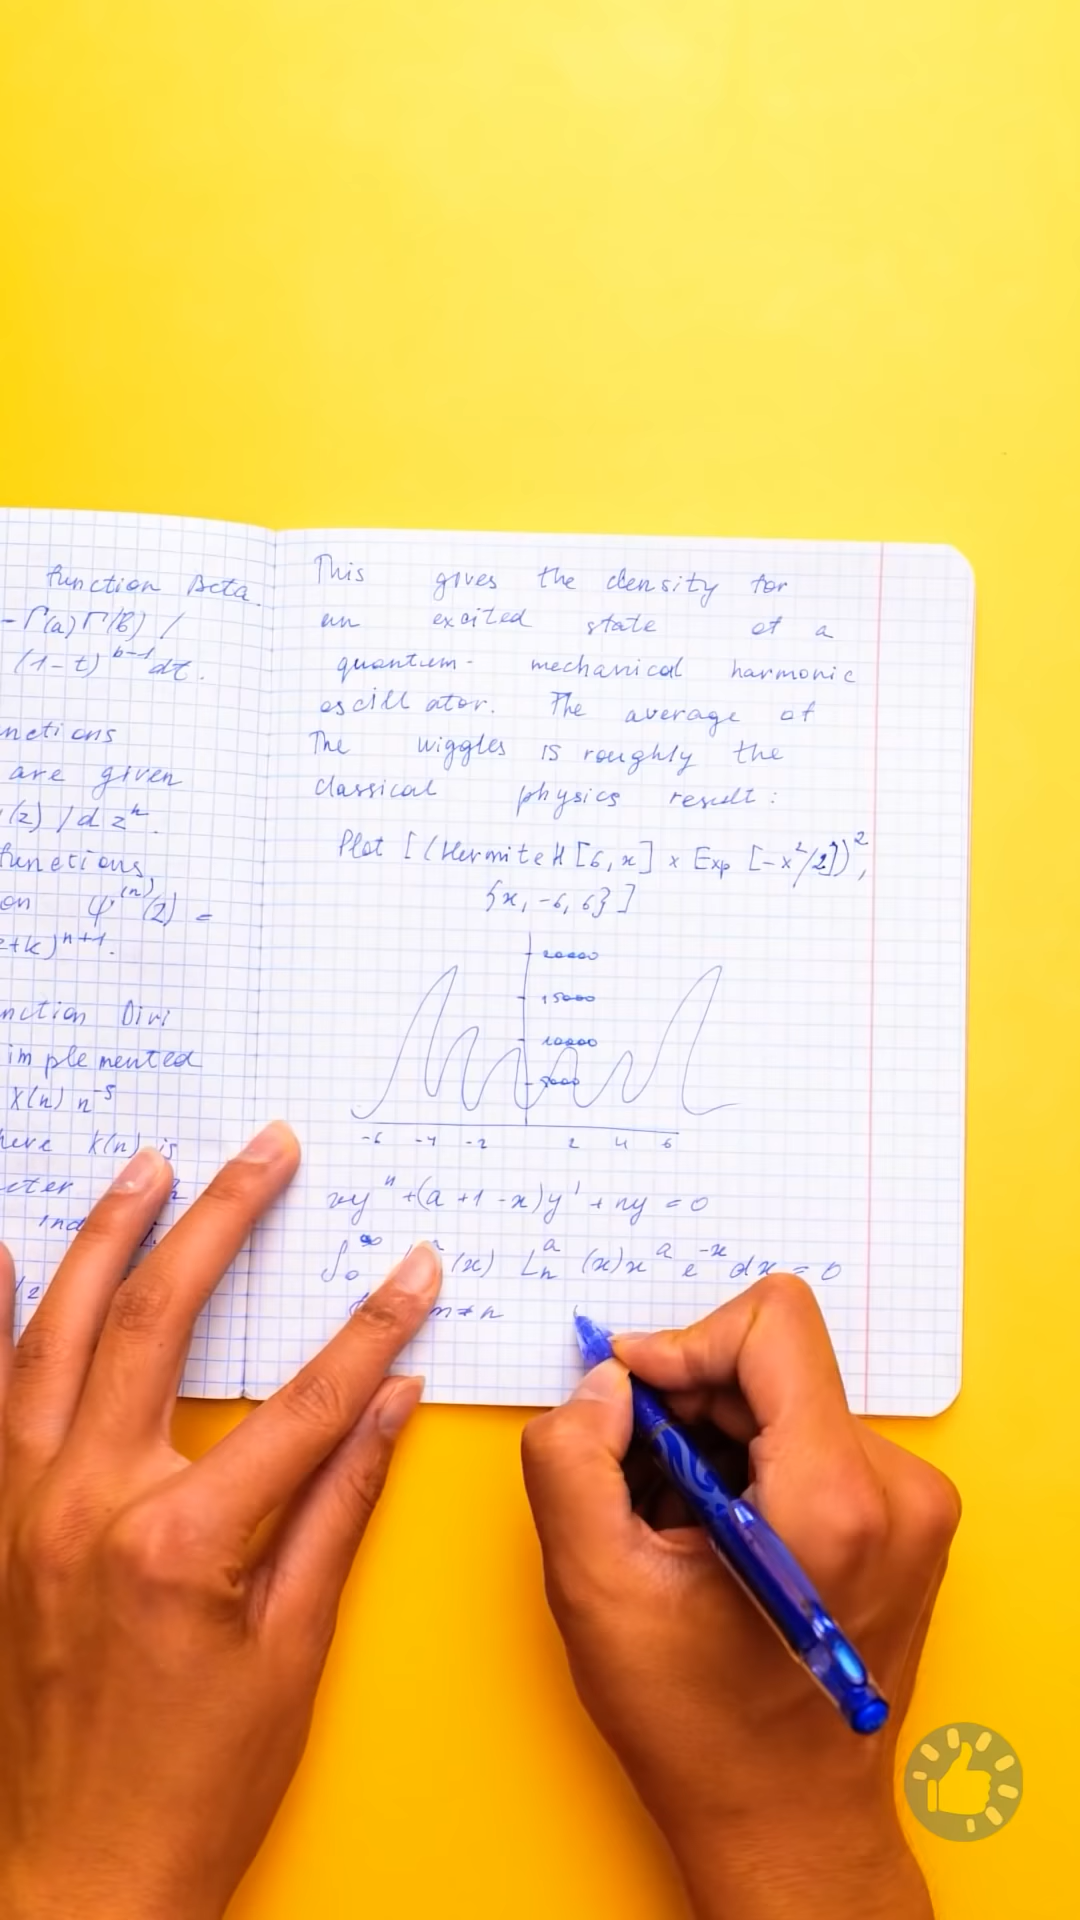 function Beta.
-Γ(a)Γ(b) /
(1-t)^{b-1} dt.
nctions
are given
(z) / d z^n.
functions,
on ψ^{(n)}(z) =
z+k)^{n+1}.
nction Diri
implemented
X(n) n^{-s}
here X(n) is
cter
ind
This gives the density for
an excited state of a
quantum- mechanical harmonic
oscillator. The average of
The wiggles is roughly the
classical physics result:
Plot [(HermiteH[6,x] × Exp [-x^2/2])^2,
{x, -6, 6}]
20000
15000
10000
5000
-6 -4 -2 2 4 6
xy'' + (a+1-x)y' + ny = 0
∫_0^∞ (x) L_n^a (x)x^a e^{-x} dx = 0
m≠n